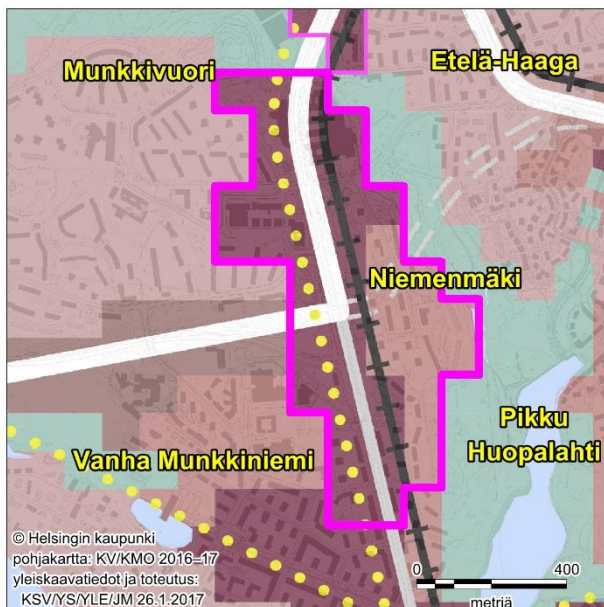 Munkkivuori
Etelä-Haaga
Niemenmäki
Pikku
Huopalahti
Vanha Munkkiniemi
© Helsingin kaupunki
pohjakartta: KV/KMO 2016–17
yleiskaavatiedot ja toteutus:
KSV/YS/YLE/JM 26.1.2017
0 400
metriä